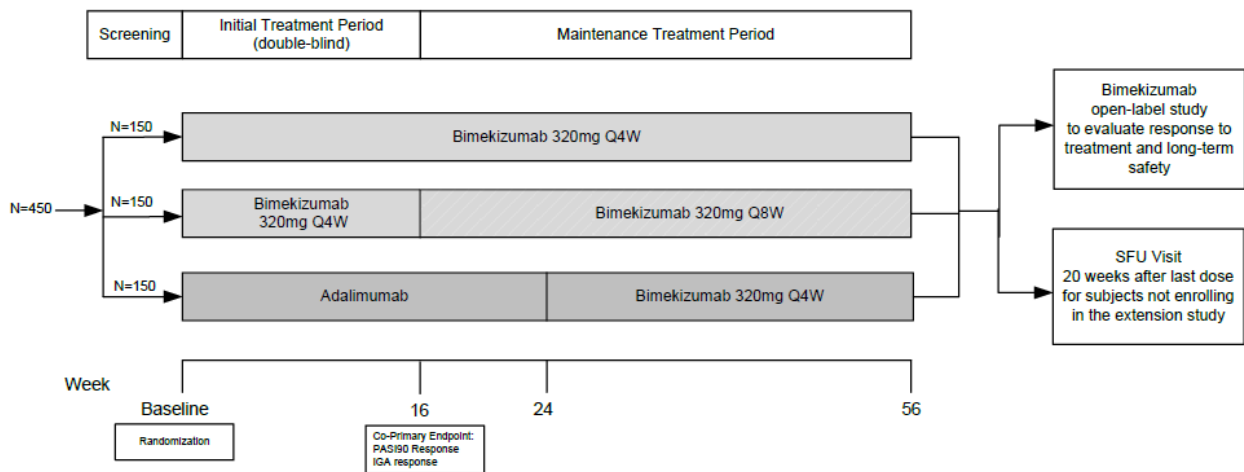 Screening
Initial Treatment Period
(double-blind)
Maintenance Treatment Period
N=450
N=150
Bimekizumab 320mg Q4W
N=150
Bimekizumab
320mg Q4W
Bimekizumab 320mg Q8W
N=150
Adalimumab
Bimekizumab 320mg Q4W
Bimekizumab
open-label study
to evaluate response to
treatment and long-term
safety
SFU Visit
20 weeks after last dose
for subjects not enrolling
in the extension study
Week
Baseline
16
24
56
Randomization
Co-Primary Endpoint:
PASI90 Response
IGA response